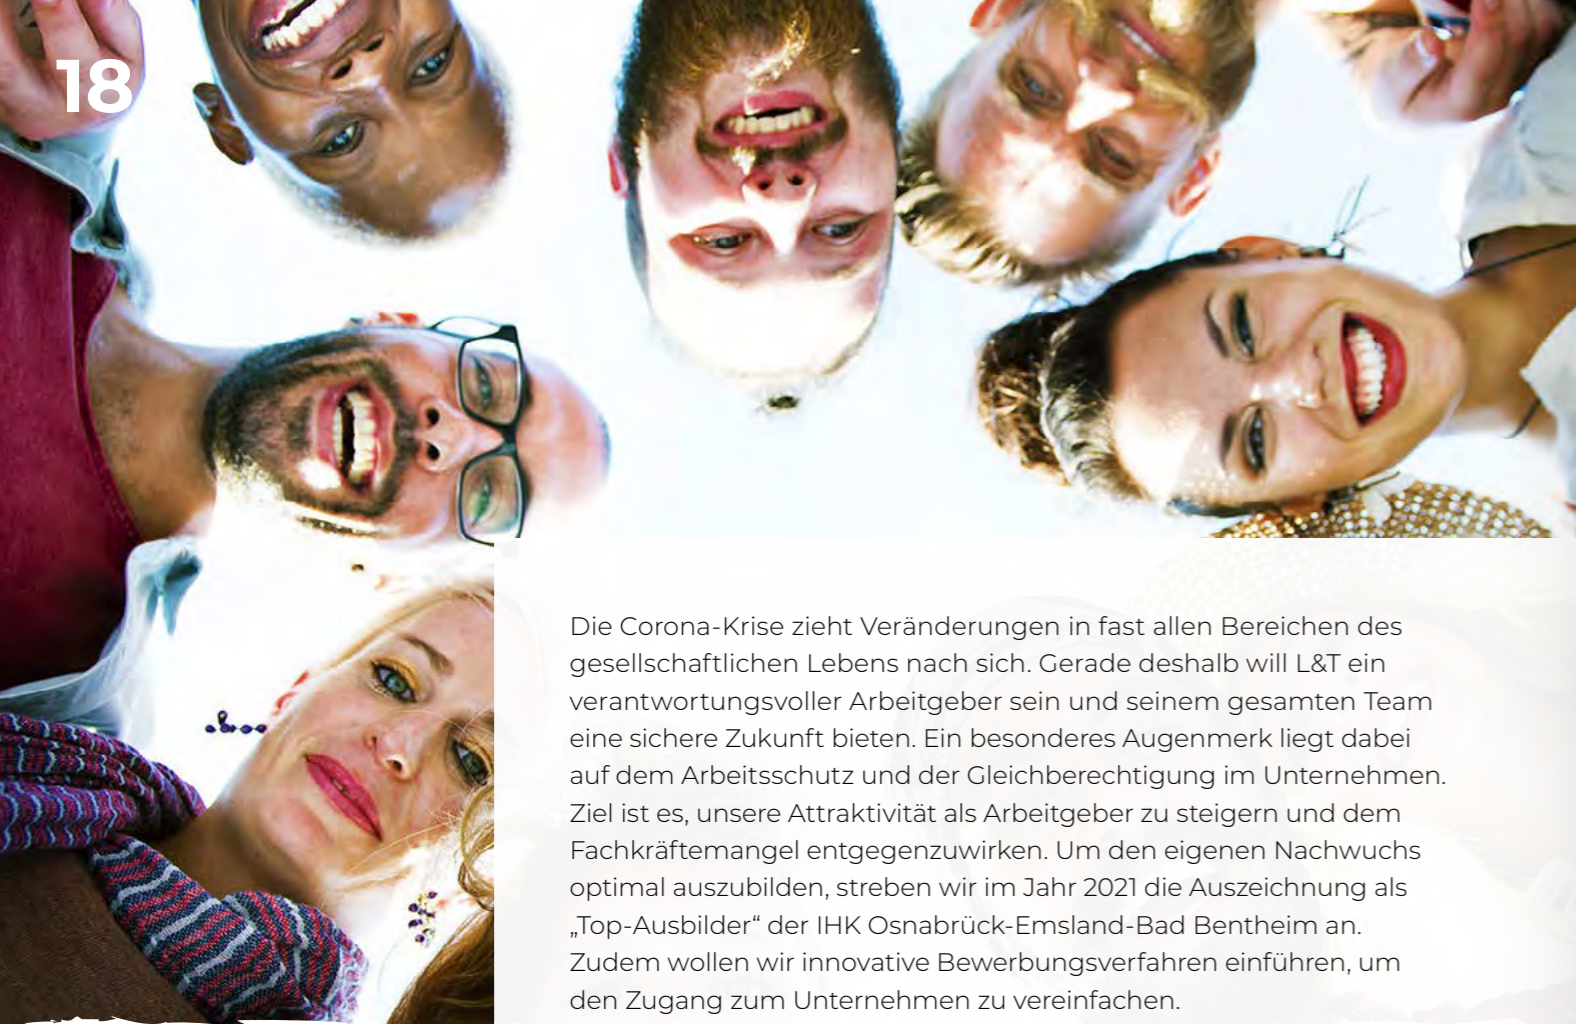 18
Die Corona-Krise zieht Veränderungen in fast allen Bereichen des
gesellschaftlichen Lebens nach sich. Gerade deshalb will L&T ein
verantwortungsvoller Arbeitgeber sein und seinem gesamten Team
eine sichere Zukunft bieten. Ein besonderes Augenmerk liegt dabei
auf dem Arbeitsschutz und der Gleichberechtigung im Unternehmen.
Ziel ist es, unsere Attraktivität als Arbeitgeber zu steigern und dem
Fachkräftemangel entgegenzuwirken. Um den eigenen Nachwuchs
optimal auszubilden, streben wir im Jahr 2021 die Auszeichnung als
„Top-Ausbilder“ der IHK Osnabrück-Emsland-Bad Bentheim an.
Zudem wollen wir innovative Bewerbungsverfahren einführen, um
den Zugang zum Unternehmen zu vereinfachen.